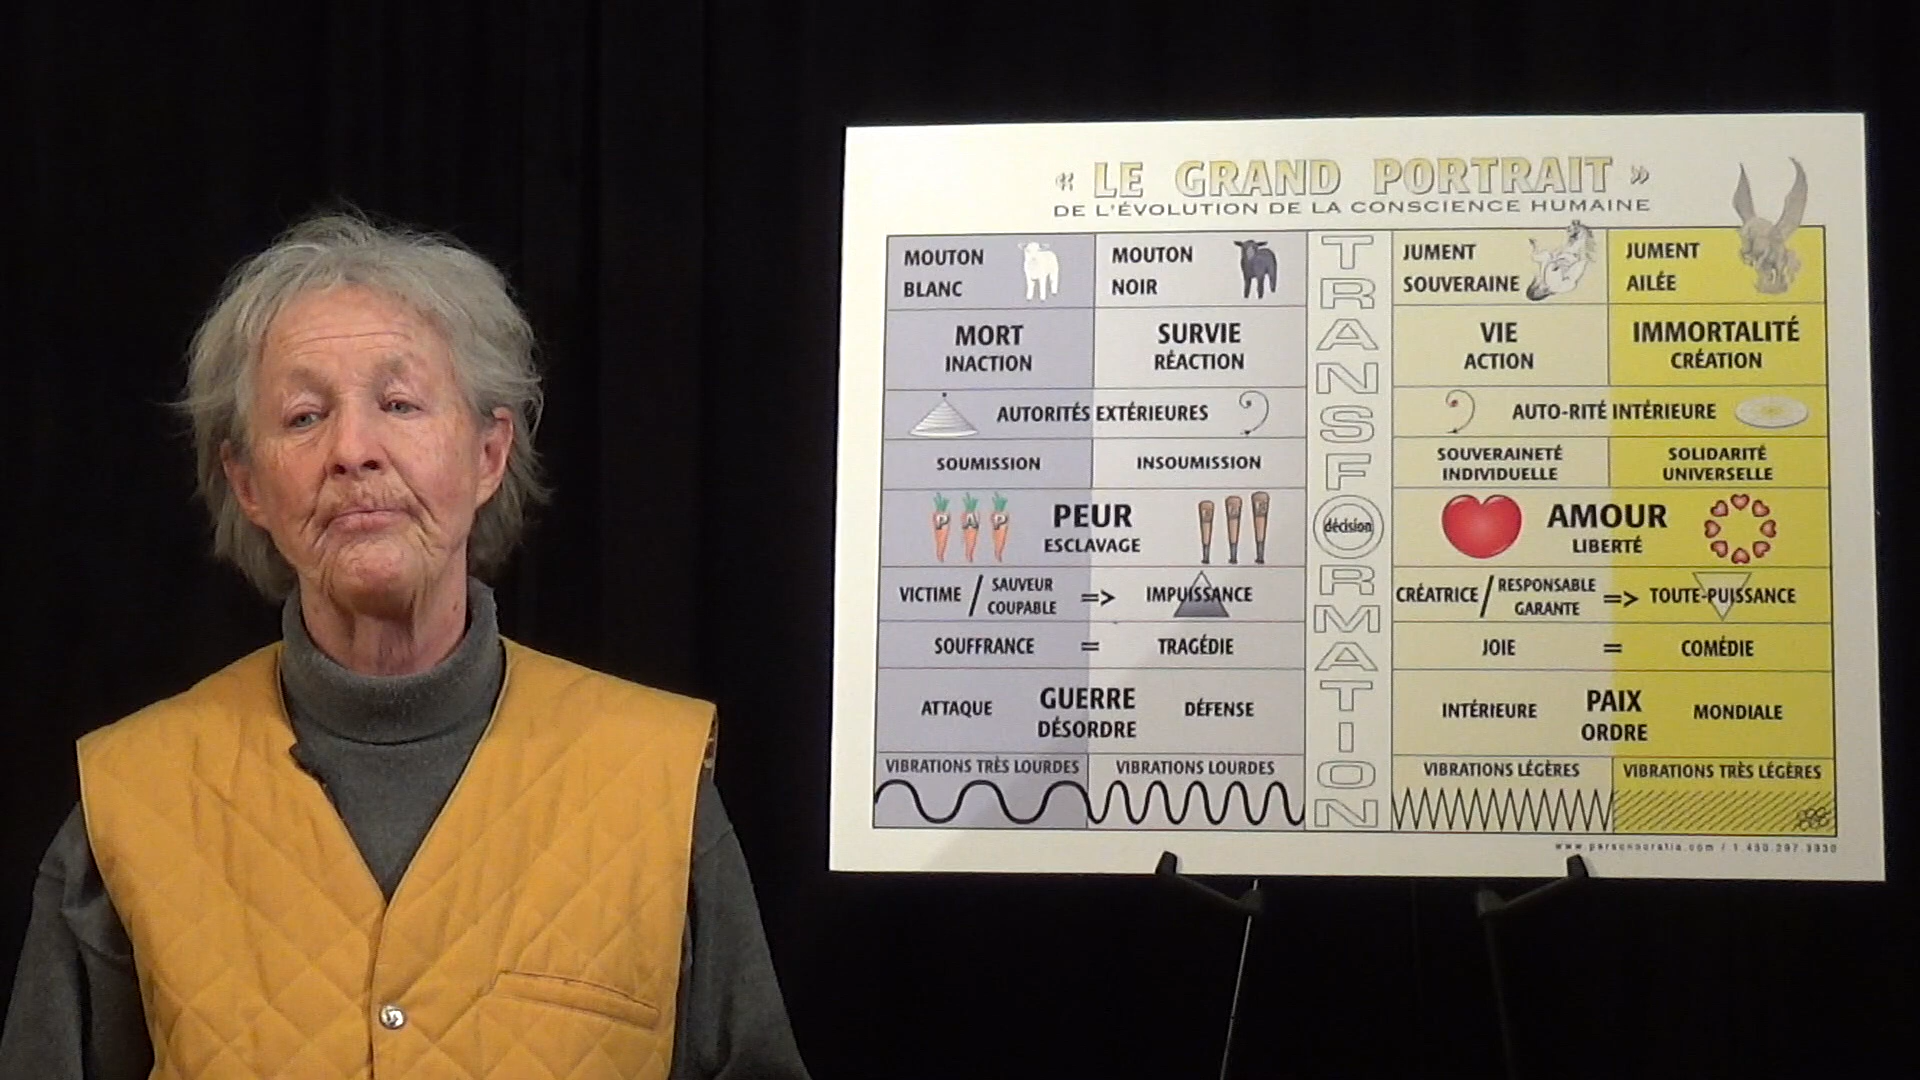 « LE GRAND PORTRAIT »
DE L'ÉVOLUTION DE LA CONSCIENCE HUMAINE
MOUTON
BLANC
MOUTON
NOIR
JUMENT
SOUVERAINE
JUMENT
AILÉE
TRANSFORMATION
décision
MORT
INACTION
SURVIE
RÉACTION
VIE
ACTION
IMMORTALITÉ
CRÉATION
AUTORITÉS EXTÉRIEURES
AUTO-RITÉ INTÉRIEURE
SOUMISSION
INSOUMISSION
SOUVERAINETÉ
INDIVIDUELLE
SOLIDARITÉ
UNIVERSELLE
P A P
PEUR
ESCLAVAGE
AMOUR
LIBERTÉ
VICTIME / SAUVEUR
COUPABLE
=> IMPUISSANCE
CRÉATRICE / RESPONSABLE
GARANTE
=> TOUTE-PUISSANCE
SOUFFRANCE = TRAGÉDIE
JOIE = COMÉDIE
ATTAQUE
GUERRE
DÉSORDRE
DÉFENSE
INTÉRIEURE
PAIX
ORDRE
MONDIALE
VIBRATIONS TRÈS LOURDES
VIBRATIONS LOURDES
VIBRATIONS LÉGÈRES
VIBRATIONS TRÈS LÉGÈRES